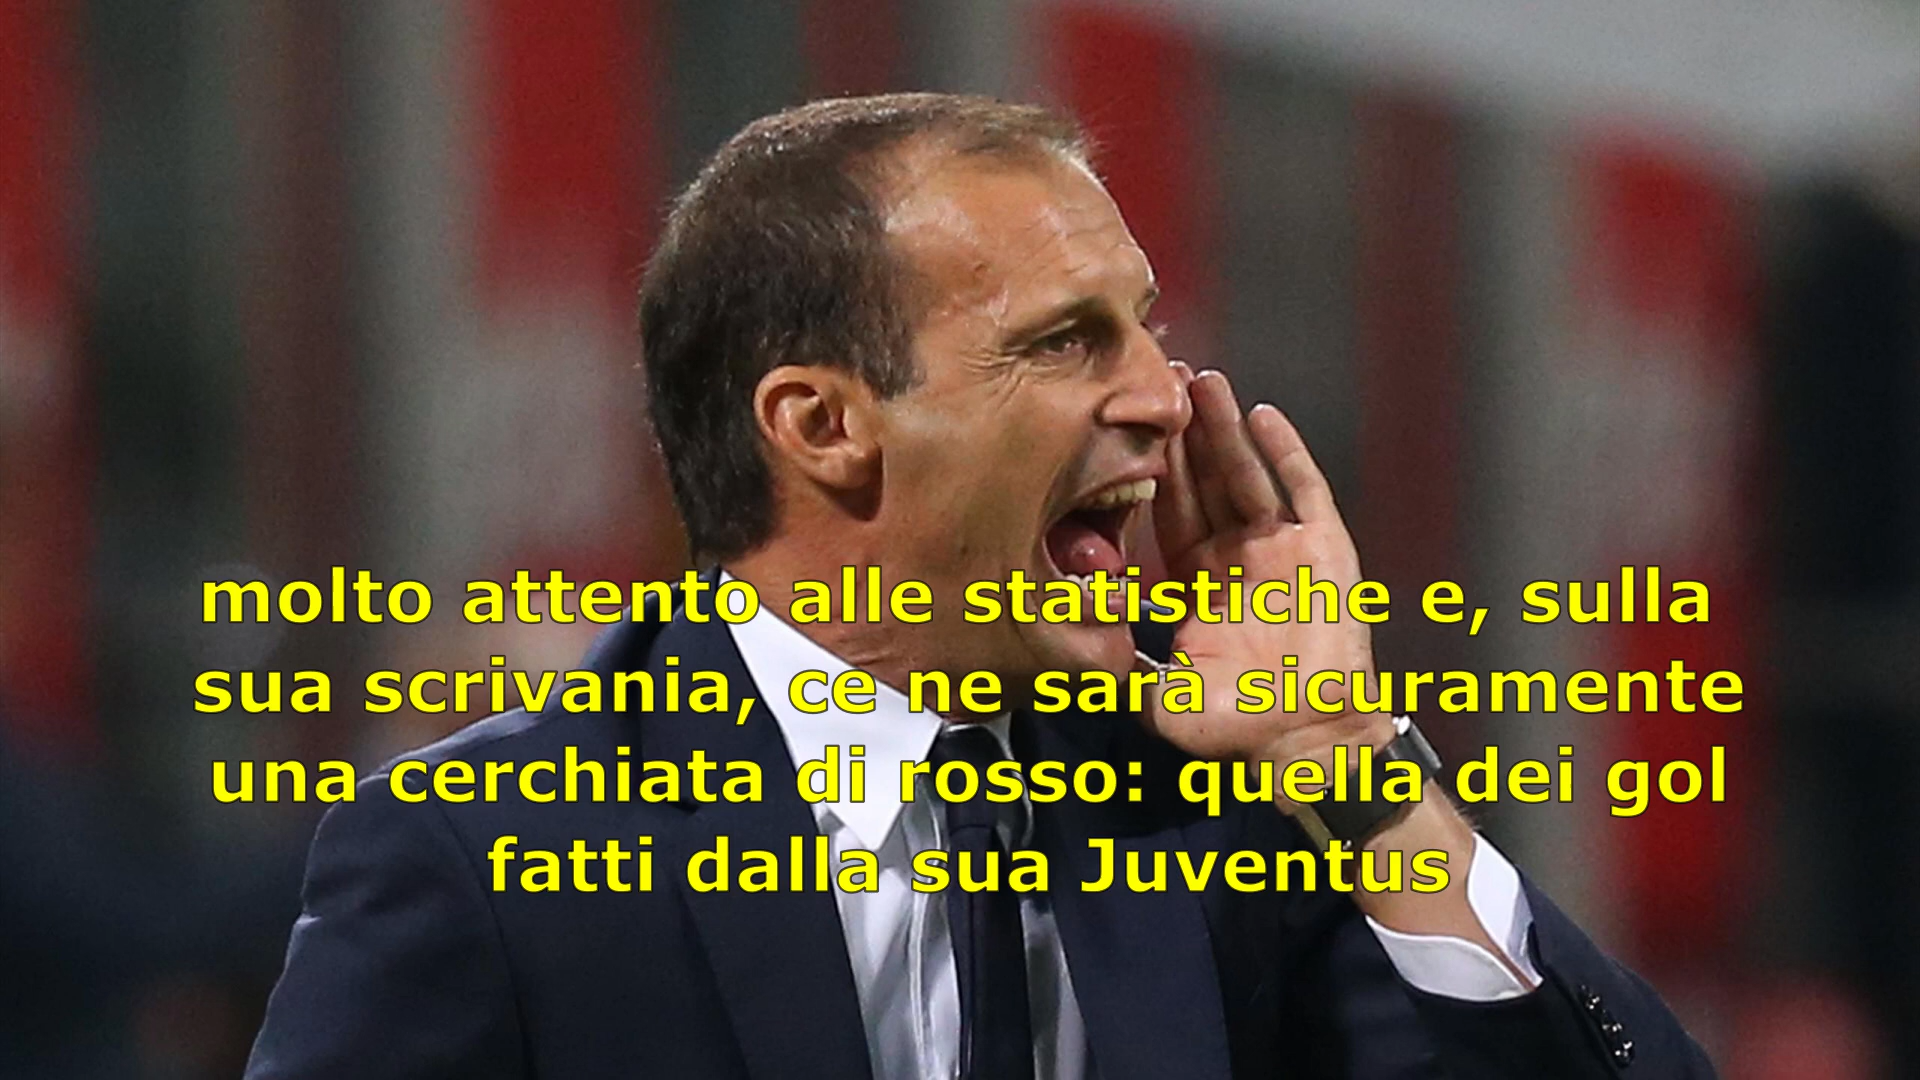 molto attento alle statistiche e, sulla
sua scrivania, ce ne sarà sicuramente
una cerchiata di rosso: quella dei gol
fatti dalla sua Juventus